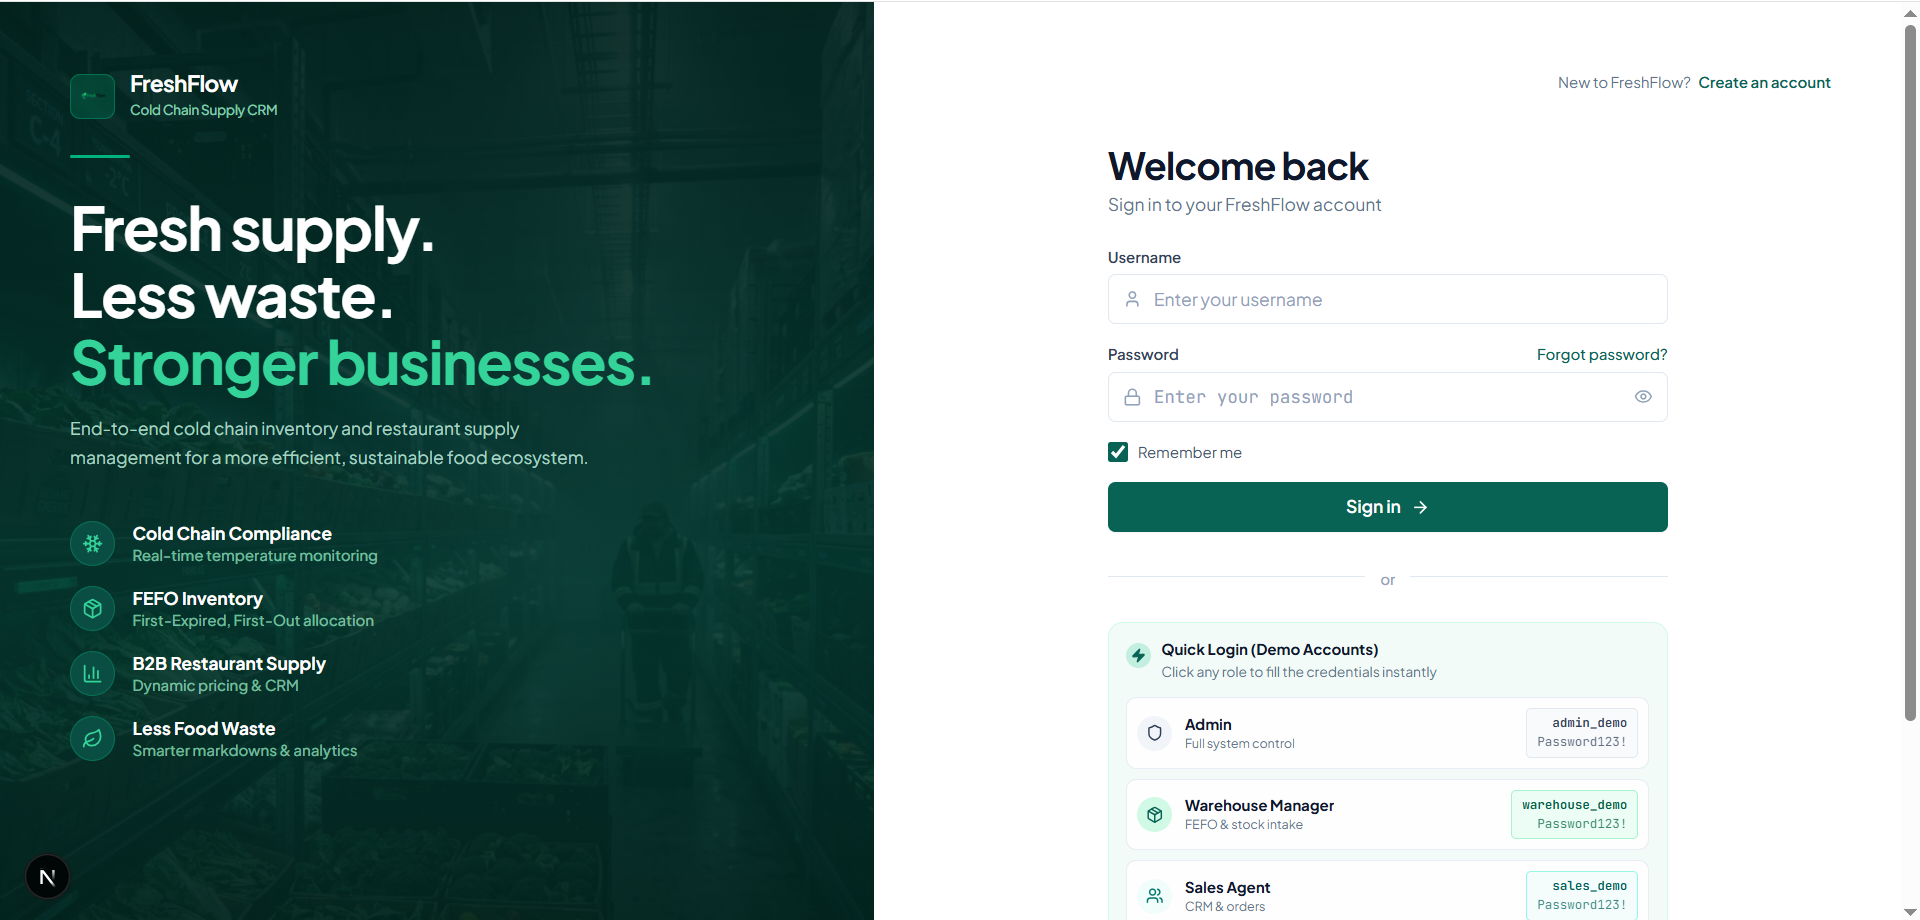 FreshFlow
Cold Chain Supply CRM
Fresh supply.
Less waste.
Stronger businesses.
End-to-end cold chain inventory and restaurant supply
management for a more efficient, sustainable food ecosystem.
Cold Chain Compliance
Real-time temperature monitoring
FEFO Inventory
First-Expired, First-Out allocation
B2B Restaurant Supply
Dynamic pricing & CRM
Less Food Waste
Smarter markdowns & analytics
N
New to FreshFlow? Create an account
Welcome back
Sign in to your FreshFlow account
Username
Enter your username
Password Forgot password?
Enter your password
Remember me
Sign in →
or
Quick Login (Demo Accounts)
Click any role to fill the credentials instantly
Admin
Full system control
admin_demo
Password123!
Warehouse Manager
FEFO & stock intake
warehouse_demo
Password123!
Sales Agent
CRM & orders
sales_demo
Password123!